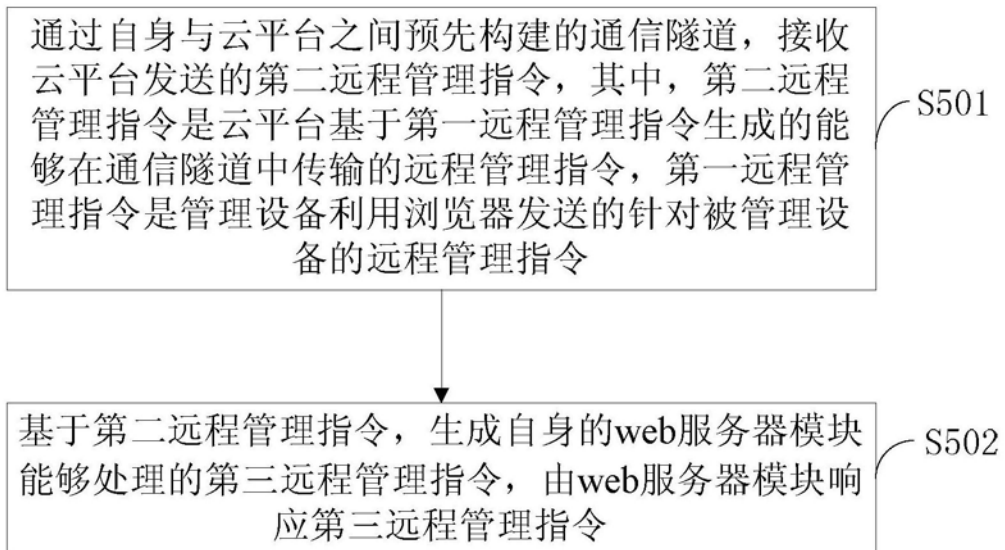 通过自身与云平台之间预先构建的通信隧道，接收
云平台发送的第二远程管理指令，其中，第二远程
管理指令是云平台基于第一远程管理指令生成的能
够在通信隧道中传输的远程管理指令，第一远程管
理指令是管理设备利用浏览器发送的针对被管理设
备的远程管理指令
S501
基于第二远程管理指令，生成自身的web服务器模块
能够处理的第三远程管理指令，由web服务器模块响
应第三远程管理指令
S502